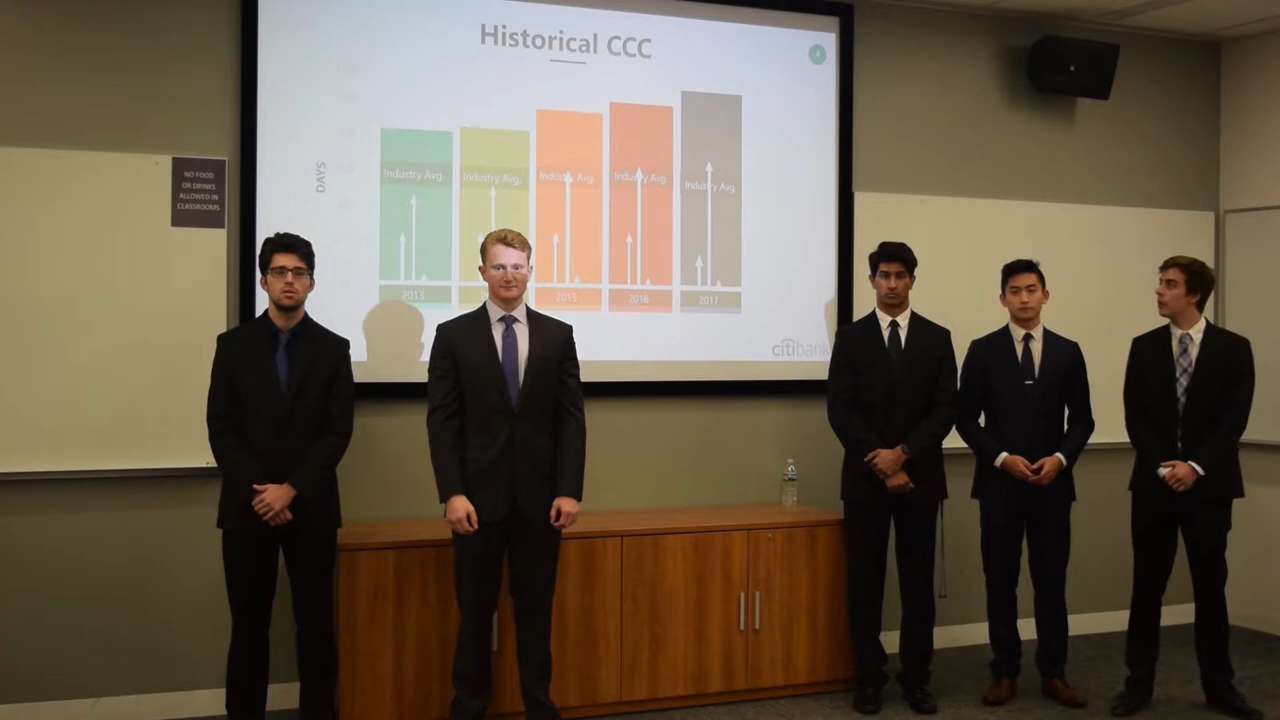 Historical CCC
4
NO FOOD
OR DRINKS
ALLOWED IN
CLASSROOMS.
DAYS
Industry Avg.
Industry Avg.
Industry Avg.
Industry Avg.
Industry Avg.
2013
2015
2016
2017
citibank